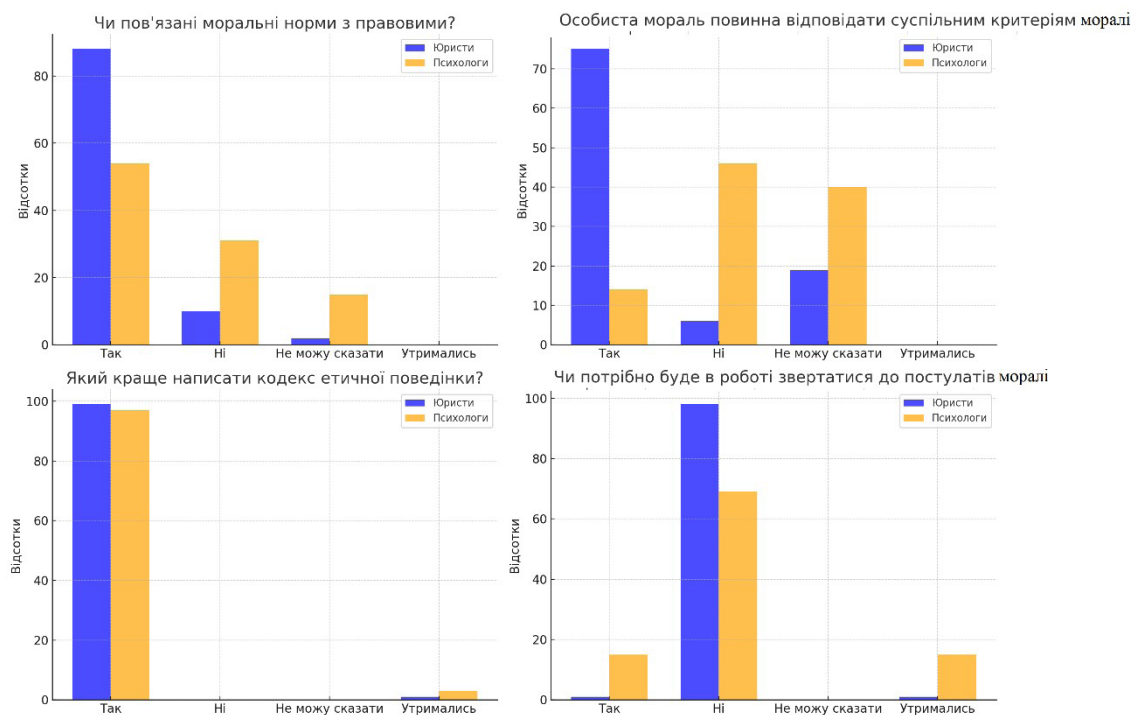 Чи пов'язані моральні норми з правовими?
Юристи
Психологи
Відсотки
80
60
40
20
0
Так Ні Не можу сказати Утримались
Особиста мораль повинна відповідати суспільним критеріям моралі
Юристи
Психологи
Відсотки
70
60
50
40
30
20
10
0
Так Ні Не можу сказати Утримались
Який краще написати кодекс етичної поведінки?
Юристи
Психологи
Відсотки
100
80
60
40
20
0
Так Ні Не можу сказати Утримались
Чи потрібно буде в роботі звертатися до постулатів моралі
Юристи
Психологи
Відсотки
100
80
60
40
20
0
Так Ні Не можу сказати Утримались